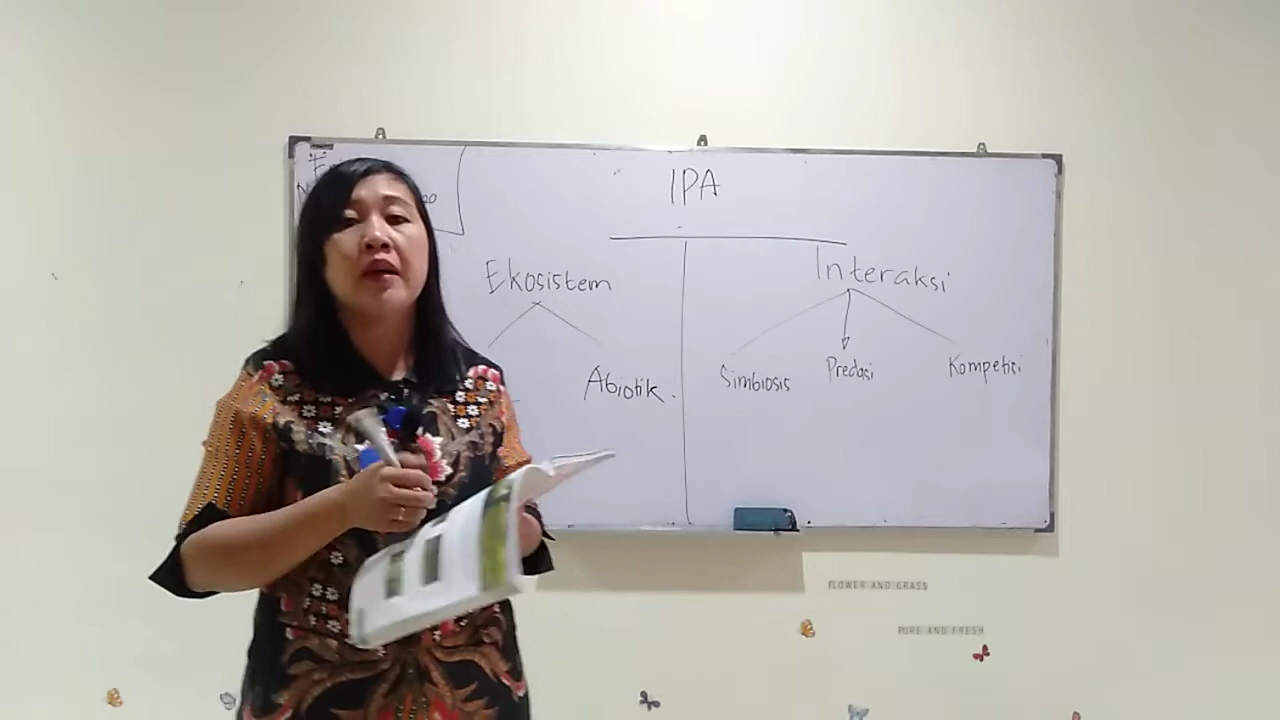 IPA
Ekosistem
Abiotik.
Interaksi
Simbiosis
Predasi
Kompetisi
FLOWER AND GRASS
PURE AND FRESH